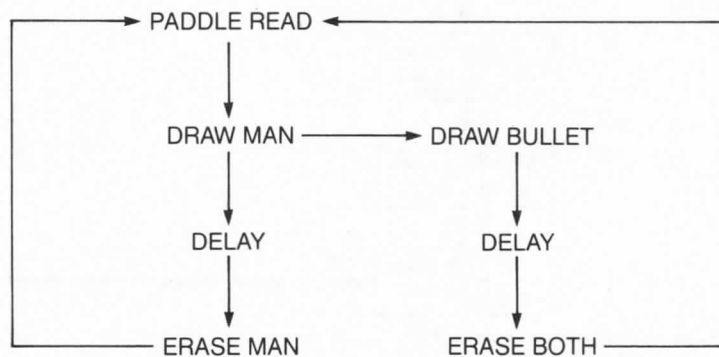 PADDLE READ
DRAW MAN
DRAW BULLET
DELAY
DELAY
ERASE MAN
ERASE BOTH